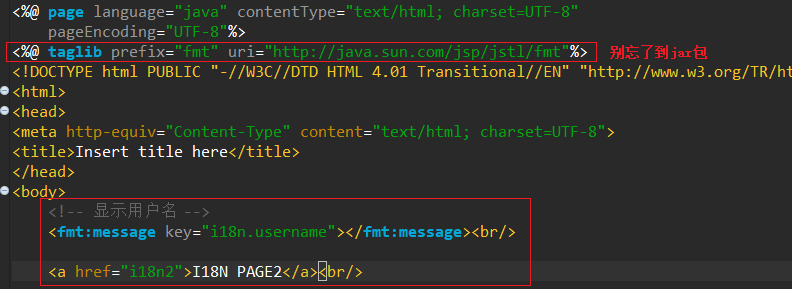 <%@ page language="java" contentType="text/html; charset=UTF-8"
pageEncoding="UTF-8"%>
<%@ taglib prefix="fmt" uri="http://java.sun.com/jsp/jstl/fmt"%> 别忘了到jar包
<!DOCTYPE html PUBLIC "-//W3C//DTD HTML 4.01 Transitional//EN" "http://www.w3.org/TR/ht
<html>
<head>
<meta http-equiv="Content-Type" content="text/html; charset=UTF-8">
<title>Insert title here</title>
</head>
<body>
<!-- 显示用户名 -->
<fmt:message key="i18n.username"></fmt:message><br/>
<a href="i18n2">I18N PAGE2</a><br/>